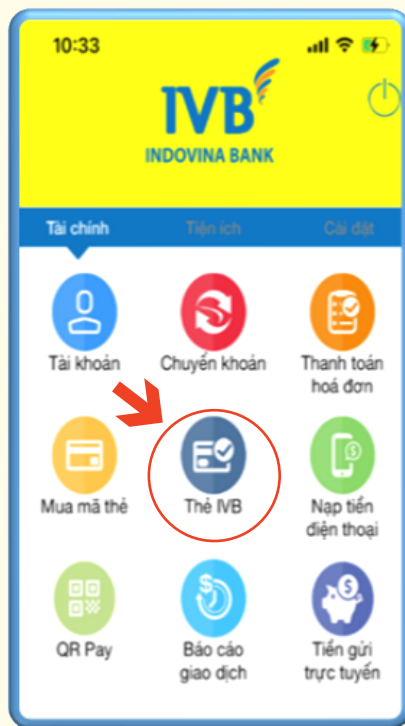 10:33
IVB
INDOVINA BANK
Tài chính Tiện ích Cài đặt
Tài khoản Chuyển khoản Thanh toán
hoá đơn
Mua mã thẻ Thẻ IVB Nạp tiền
điện thoại
QR Pay Báo cáo Tiền gửi
giao dịch trực tuyến